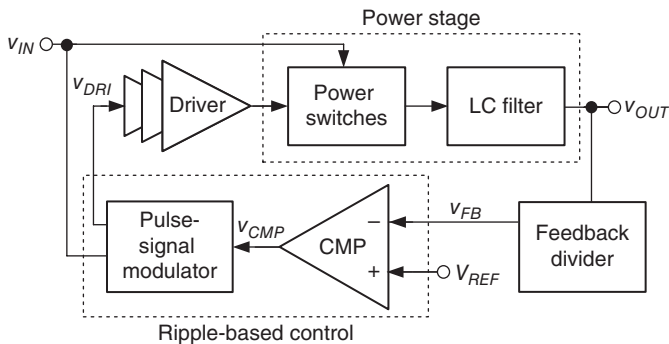 Power stage
v_IN
v_DRI
Driver
Power
switches
LC filter
v_OUT
Pulse-
signal
modulator
v_CMP
CMP
−
+
v_FB
V_REF
Feedback
divider
Ripple-based control